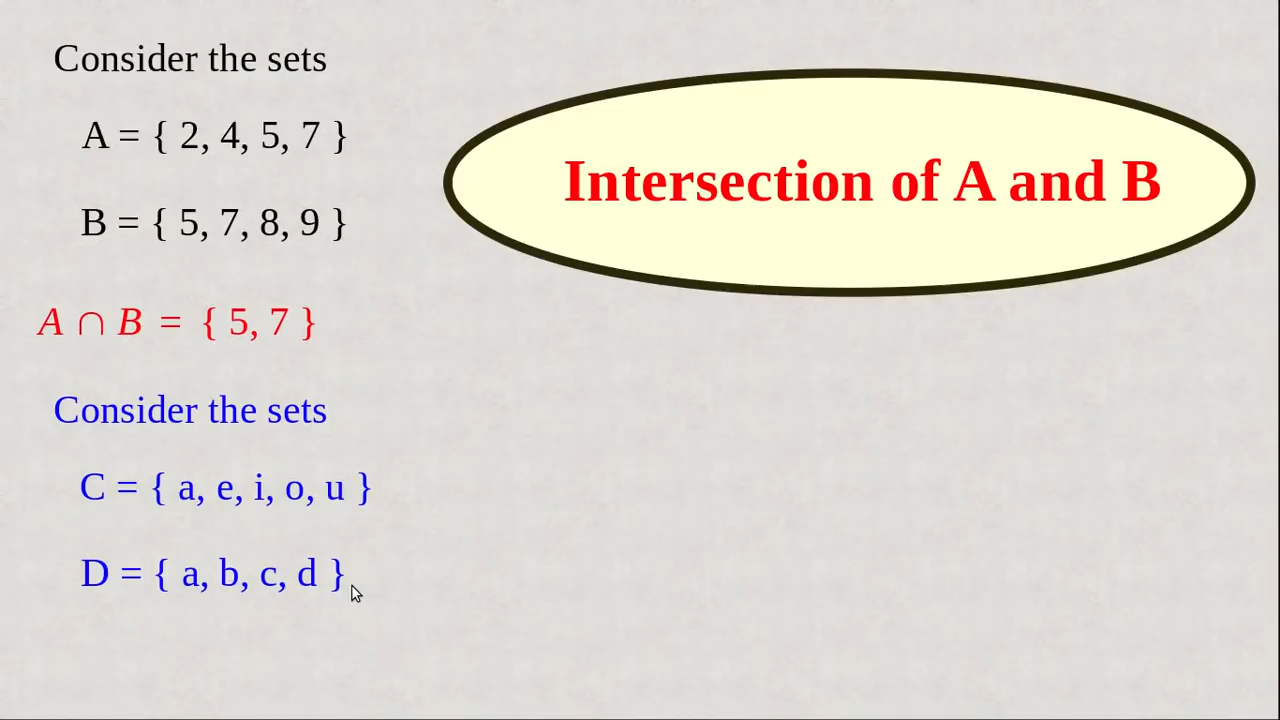 Consider the sets
A = { 2, 4, 5, 7 }
B = { 5, 7, 8, 9 }
A ∩ B = { 5, 7 }
Consider the sets
C = { a, e, i, o, u }
D = { a, b, c, d }
Intersection of A and B